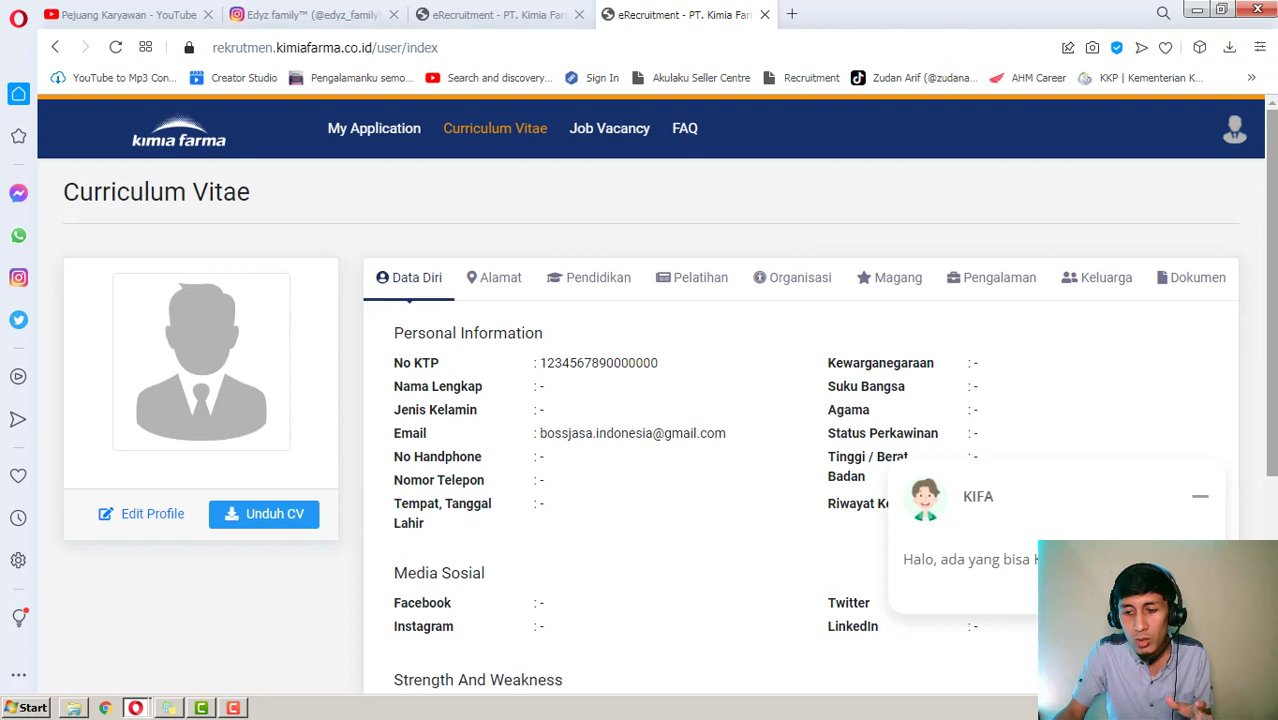 Pejuang Karyawan - YouTube
Edyz family™ (@edyz_family)
eRecruitment - PT. Kimia Far
eRecruitment - PT. Kimia Far
rekrutmen.kimiafarma.co.id/user/index
YouTube to Mp3 Con...
Creator Studio
Pengalamanku semo...
Search and discovery...
Sign In
Akulaku Seller Centre
Recruitment
Zudan Arif (@zudana...
AHM Career
KKP | Kementerian K...
kimia farma
My Application
Curriculum Vitae
Job Vacancy
FAQ
Curriculum Vitae
Data Diri
Alamat
Pendidikan
Pelatihan
Organisasi
Magang
Pengalaman
Keluarga
Dokumen
Edit Profile
Unduh CV
Personal Information
No KTP : 1234567890000000
Nama Lengkap : -
Jenis Kelamin : -
Email : bossjasa.indonesia@gmail.com
No Handphone : -
Nomor Telepon : -
Tempat, Tanggal : -
Lahir
Kewarganegaraan : -
Suku Bangsa : -
Agama : -
Status Perkawinan : -
Tinggi / Berat : -
Badan
Riwayat Ke
Media Sosial
Facebook : -
Instagram : -
Twitter
LinkedIn : -
Strength And Weakness
KIFA
Halo, ada yang bisa K
Start